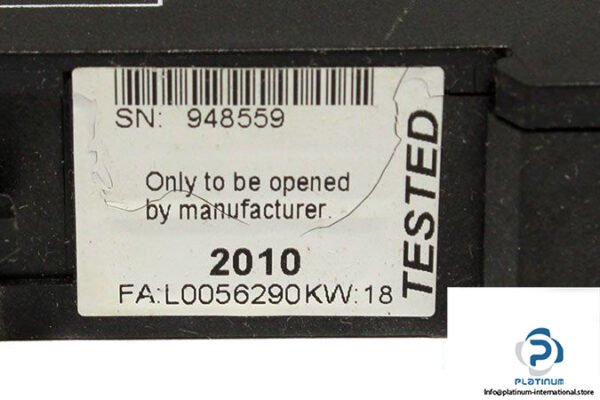 SN: 948559
Only to be opened
by manufacturer.
2010
FA:L0056290KW:18
TESTED
PLATINUM
Info@platinum-international.store